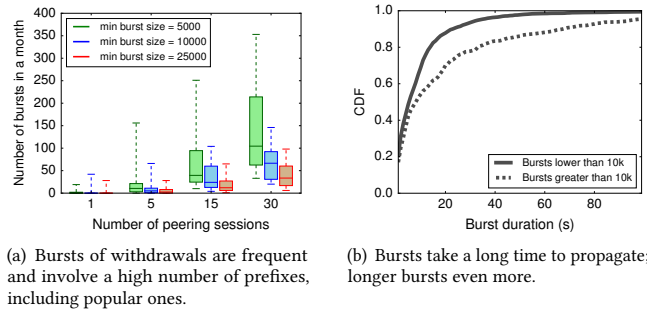 400
350
300
250
200
150
100
50
0
Number of bursts in a month
min burst size = 5000
min burst size = 10000
min burst size = 25000
1 5 15 30
Number of peering sessions
1.0
0.8
0.6
0.4
0.2
0.0
CDF
Bursts lower than 10k
Bursts greater than 10k
20 40 60 80
Burst duration (s)
(a) Bursts of withdrawals are frequent
and involve a high number of prefixes,
including popular ones.
(b) Bursts take a long time to propagate;
longer bursts even more.